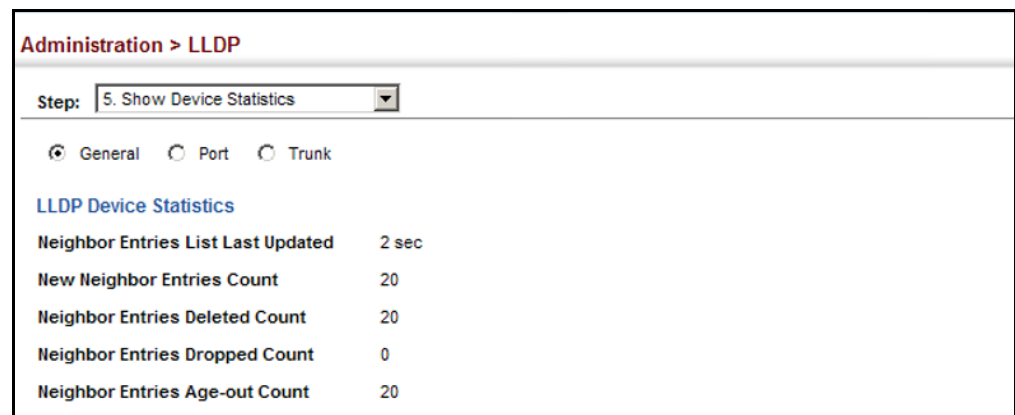 Administration > LLDP
Step: 5. Show Device Statistics
General Port Trunk
LLDP Device Statistics
Neighbor Entries List Last Updated 2 sec
New Neighbor Entries Count 20
Neighbor Entries Deleted Count 20
Neighbor Entries Dropped Count 0
Neighbor Entries Age-out Count 20